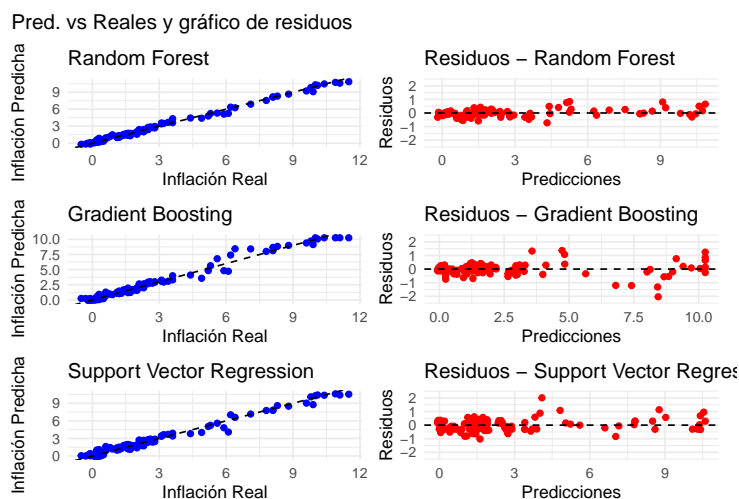 Pred. vs Reales y gráfico de residuos
Random Forest
Inflación Predicha
9
6
3
0
0
3
6
9
12
Inflación Real
Residuos − Random Forest
Residuos
2
1
0
−1
−2
0
3
6
9
Predicciones
Gradient Boosting
Inflación Predicha
10.0
7.5
5.0
2.5
0.0
0
3
6
9
12
Inflación Real
Residuos − Gradient Boosting
Residuos
2
1
0
−1
−2
0.0
2.5
5.0
7.5
10.0
Predicciones
Support Vector Regression
Inflación Predicha
9
6
3
0
0
3
6
9
12
Inflación Real
Residuos − Support Vector Regres
Residuos
2
1
0
−1
−2
0
3
6
9
Predicciones